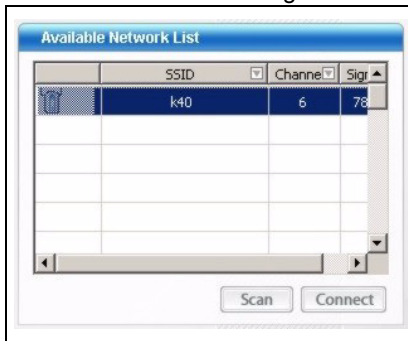 Available Network List
SSID Channe Sigr
k40 6 78
Scan Connect